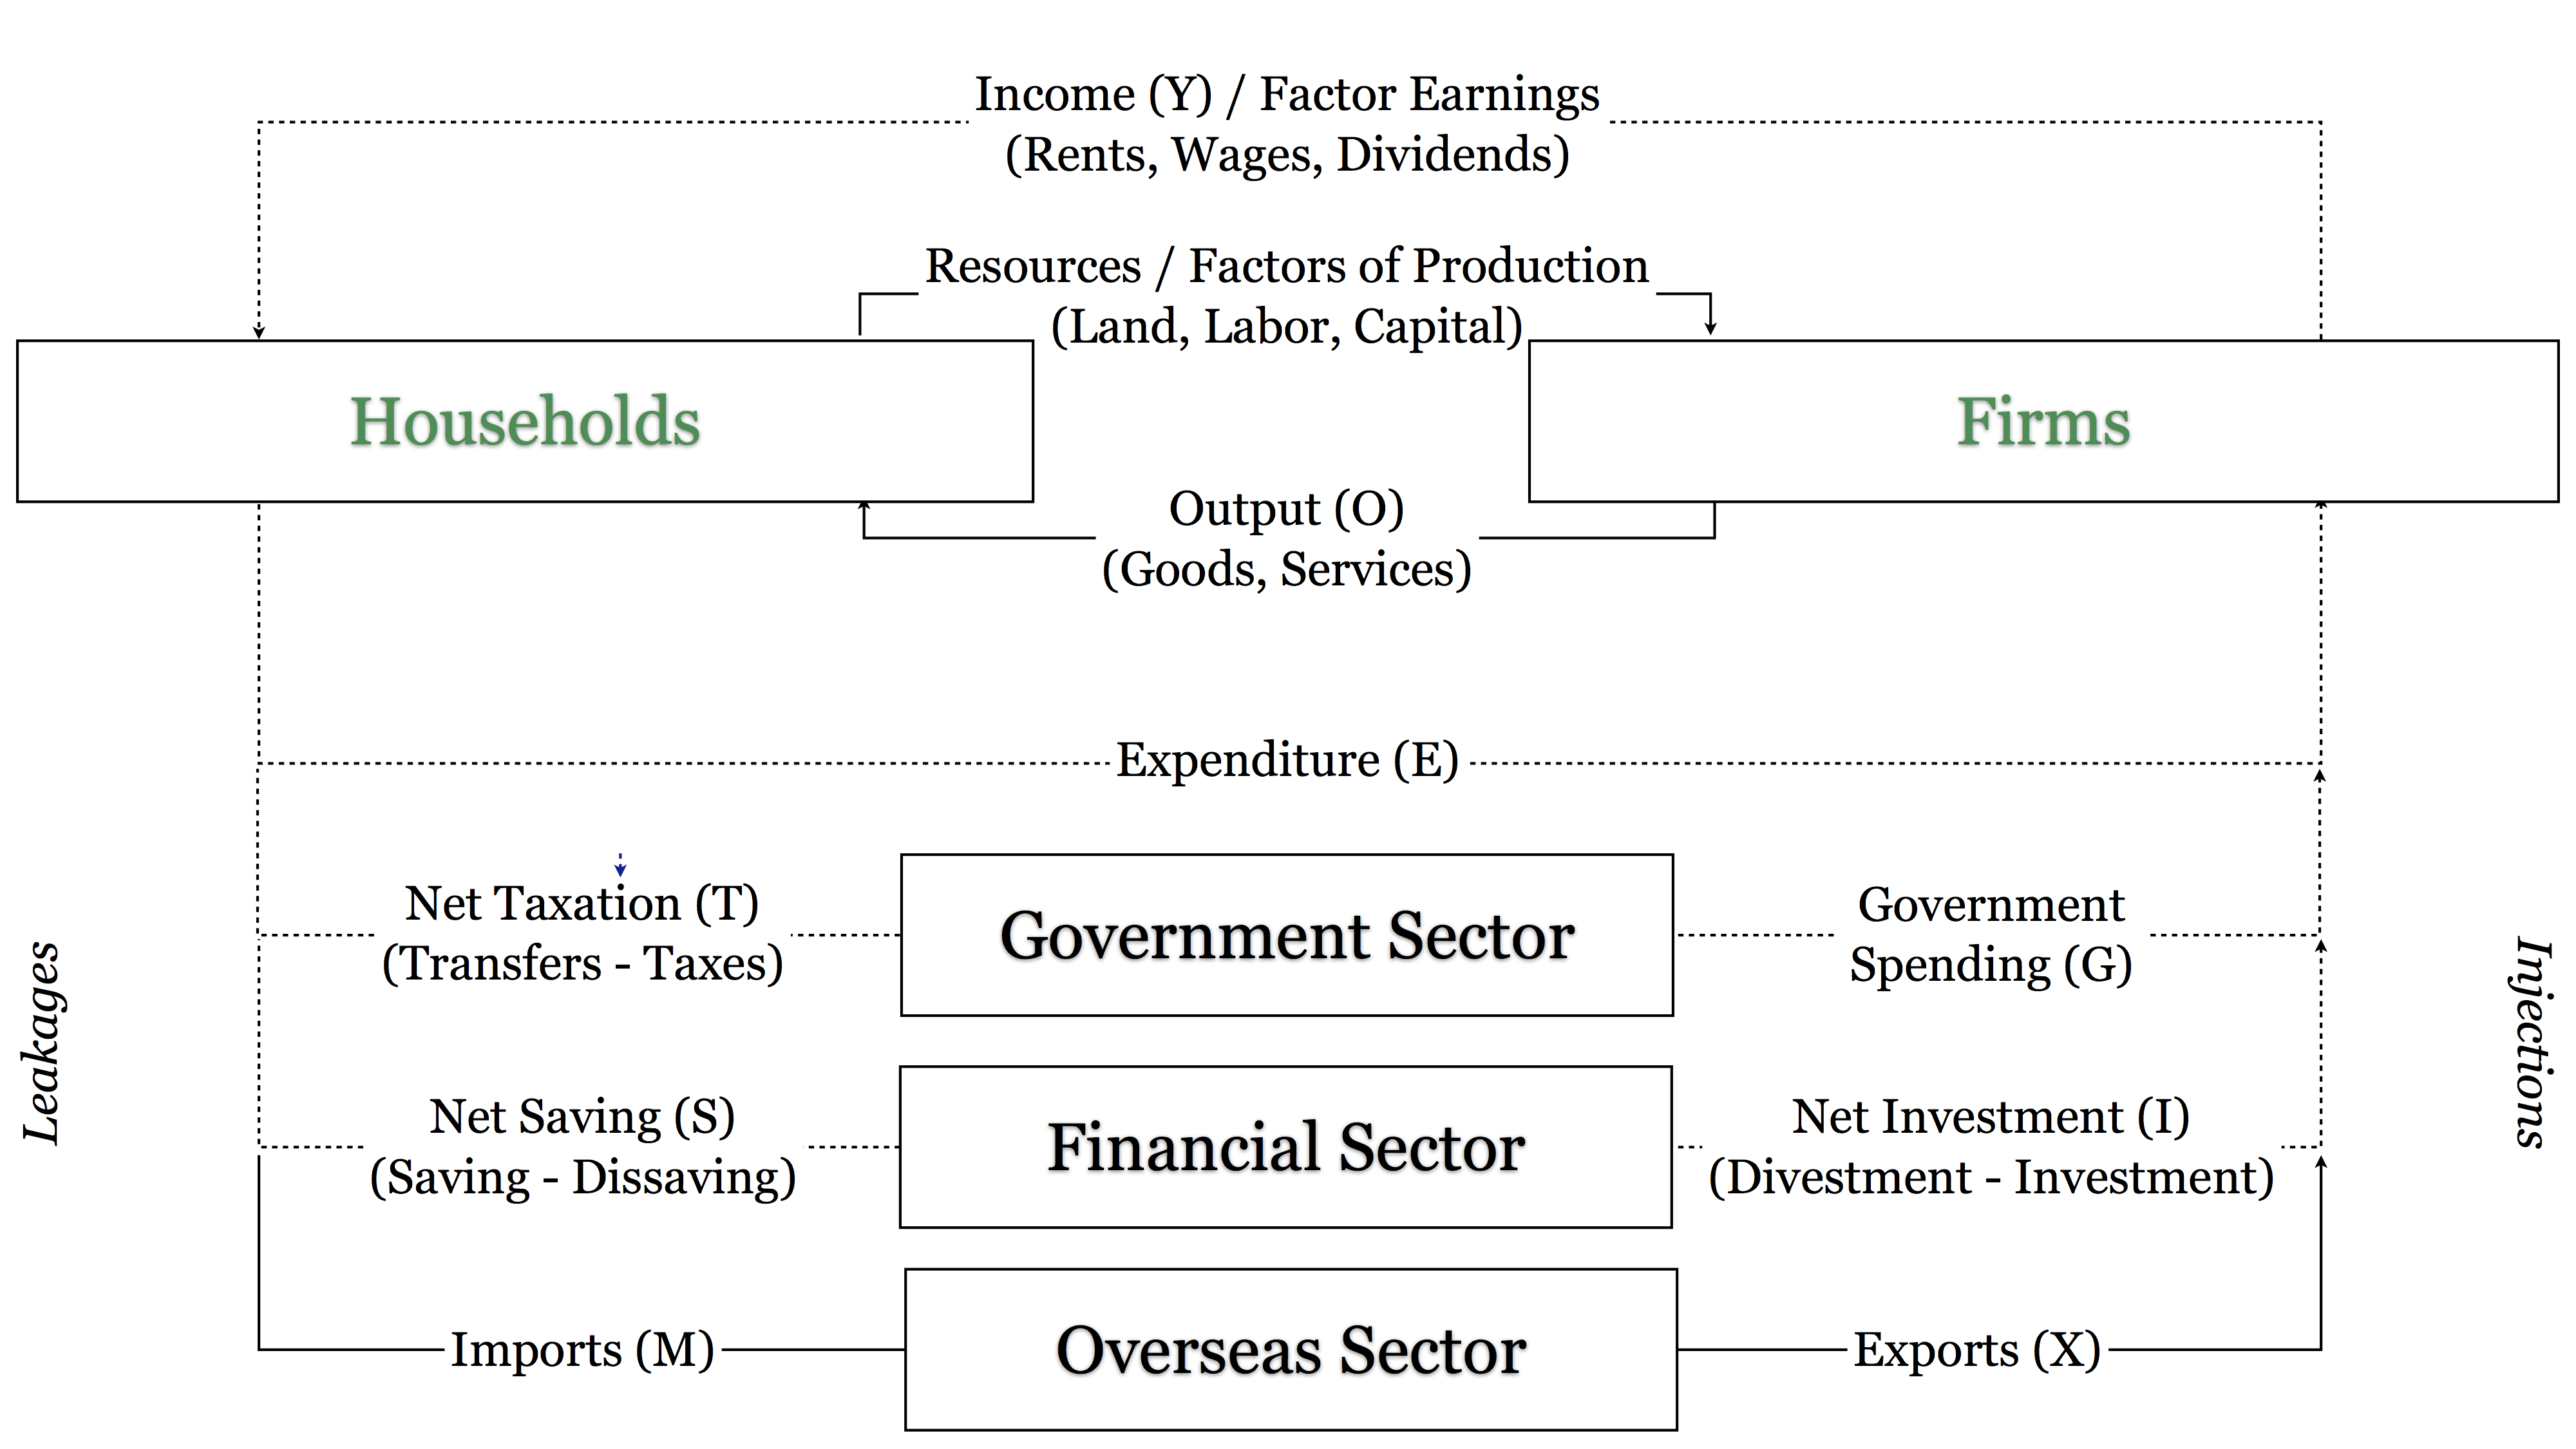 Income (Y) / Factor Earnings
(Rents, Wages, Dividends)
Resources / Factors of Production
(Land, Labor, Capital)
Households
Firms
Output (O)
(Goods, Services)
Expenditure (E)
Net Taxation (T)
(Transfers - Taxes)
Government Sector
Government
Spending (G)
Leakages
Injections
Net Saving (S)
(Saving - Dissaving)
Financial Sector
Net Investment (I)
(Divestment - Investment)
Imports (M)
Overseas Sector
Exports (X)